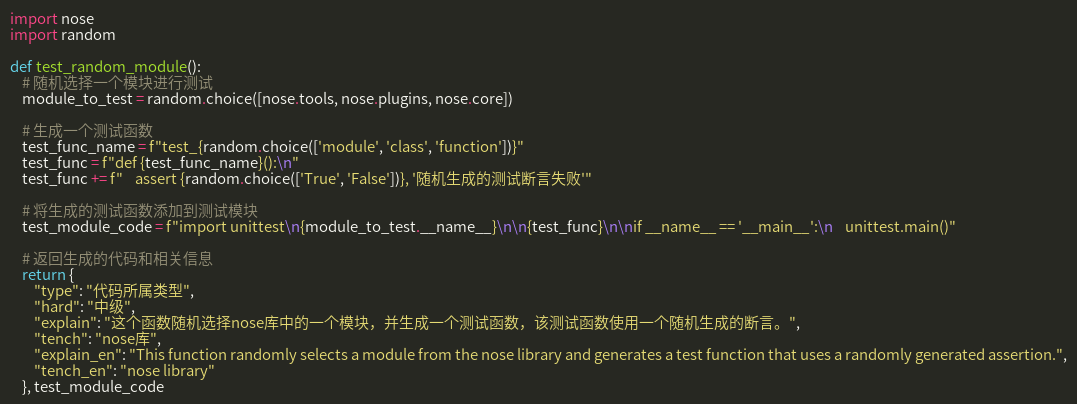 import nose
import random

def test_random_module():
    # 随机选择一个模块进行测试
    module_to_test = random.choice([nose.tools, nose.plugins, nose.core])

    # 生成一个测试函数
    test_func_name = f"test_{random.choice(['module', 'class', 'function'])}"
    test_func = f"def {test_func_name}():\n"
    test_func += f"    assert {random.choice(['True', 'False'])}, '随机生成的测试断言失败'"

    # 将生成的测试函数添加到测试模块
    test_module_code = f"import unittest\n{module_to_test.__name__}\n\n{test_func}\n\nif __name__ == '__main__':\n    unittest.main()"

    # 返回生成的代码和相关信息
    return {
        "type": "代码所属类型",
        "hard": "中级",
        "explain": "这个函数随机选择nose库中的一个模块，并生成一个测试函数，该测试函数使用一个随机生成的断言。",
        "tench": "nose库",
        "explain_en": "This function randomly selects a module from the nose library and generates a test function that uses a randomly generated assertion.",
        "tench_en": "nose library"
    }, test_module_code